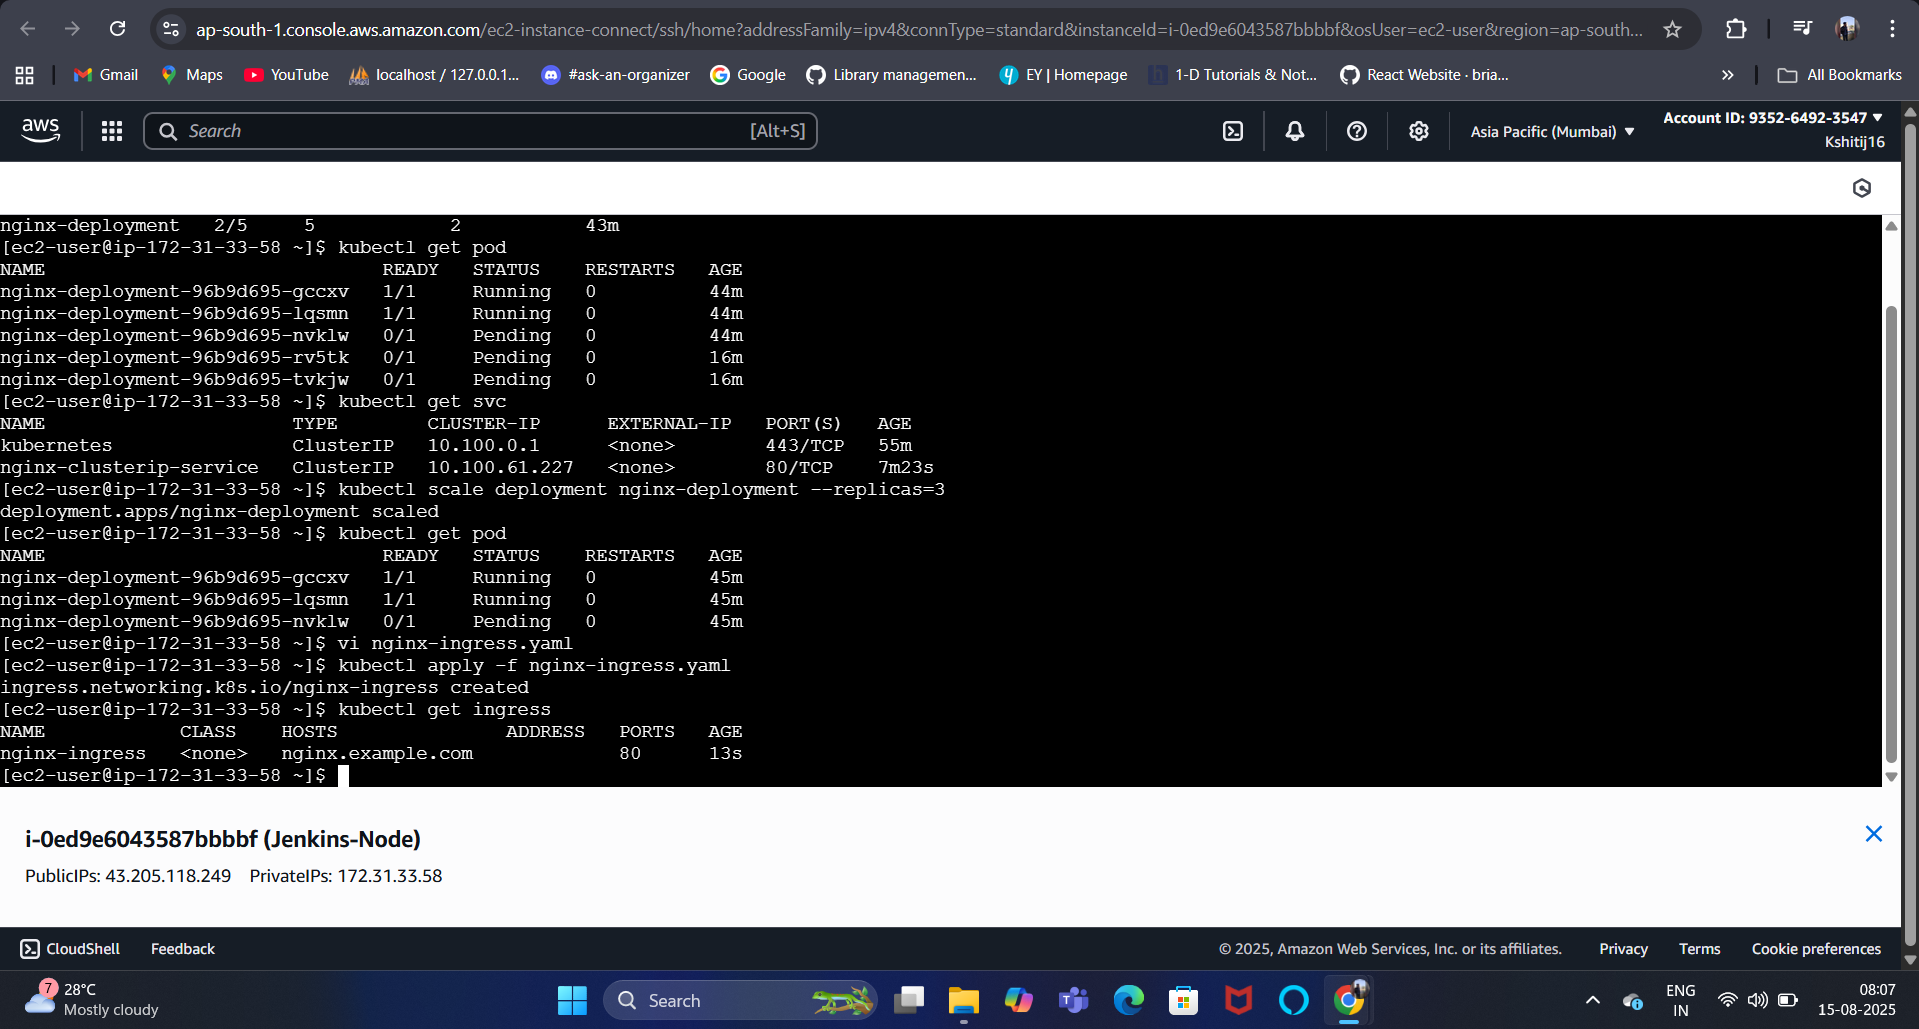 ap-south-1.console.aws.amazon.com/ec2-instance-connect/ssh/home?addressFamily=ipv4&connType=standard&instanceId=i-0ed9e6043587bbbbf&osUser=ec2-user&region=ap-south...
Gmail Maps YouTube localhost / 127.0.0.1... #ask-an-organizer Google Library managemen... EY | Homepage 1-D Tutorials & Not... React Website · bria... » All Bookmarks
aws Search [Alt+S] Asia Pacific (Mumbai) Account ID: 9352-6492-3547
Kshitij16
nginx-deployment 2/5 5 2 43m
[ec2-user@ip-172-31-33-58 ~]$ kubectl get pod
NAME READY STATUS RESTARTS AGE
nginx-deployment-96b9d695-gccxv 1/1 Running 0 44m
nginx-deployment-96b9d695-lqsmn 1/1 Running 0 44m
nginx-deployment-96b9d695-nvklw 0/1 Pending 0 44m
nginx-deployment-96b9d695-rv5tk 0/1 Pending 0 16m
nginx-deployment-96b9d695-tvkjw 0/1 Pending 0 16m
[ec2-user@ip-172-31-33-58 ~]$ kubectl get svc
NAME TYPE CLUSTER-IP EXTERNAL-IP PORT(S) AGE
kubernetes ClusterIP 10.100.0.1 <none> 443/TCP 55m
nginx-clusterip-service ClusterIP 10.100.61.227 <none> 80/TCP 7m23s
[ec2-user@ip-172-31-33-58 ~]$ kubectl scale deployment nginx-deployment --replicas=3
deployment.apps/nginx-deployment scaled
[ec2-user@ip-172-31-33-58 ~]$ kubectl get pod
NAME READY STATUS RESTARTS AGE
nginx-deployment-96b9d695-gccxv 1/1 Running 0 45m
nginx-deployment-96b9d695-lqsmn 1/1 Running 0 45m
nginx-deployment-96b9d695-nvklw 0/1 Pending 0 45m
[ec2-user@ip-172-31-33-58 ~]$ vi nginx-ingress.yaml
[ec2-user@ip-172-31-33-58 ~]$ kubectl apply -f nginx-ingress.yaml
ingress.networking.k8s.io/nginx-ingress created
[ec2-user@ip-172-31-33-58 ~]$ kubectl get ingress
NAME CLASS HOSTS ADDRESS PORTS AGE
nginx-ingress <none> nginx.example.com 80 13s
[ec2-user@ip-172-31-33-58 ~]$
i-0ed9e6043587bbbbf (Jenkins-Node)
PublicIPs: 43.205.118.249 PrivateIPs: 172.31.33.58
CloudShell Feedback © 2025, Amazon Web Services, Inc. or its affiliates. Privacy Terms Cookie preferences
7 28°C
Mostly cloudy
Search
ENG
IN
08:07
15-08-2025